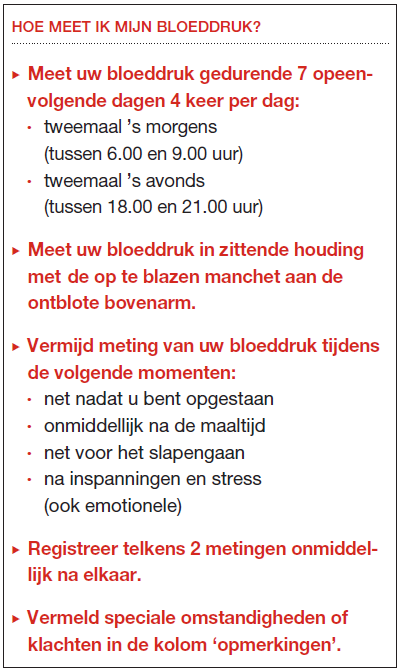 HOE MEET IK MIJN BLOEDDRUK?
▸ Meet uw bloeddruk gedurende 7 opeen-
volgende dagen 4 keer per dag:
· tweemaal ’s morgens
(tussen 6.00 en 9.00 uur)
· tweemaal ’s avonds
(tussen 18.00 en 21.00 uur)
▸ Meet uw bloeddruk in zittende houding
met de op te blazen manchet aan de
ontblote bovenarm.
▸ Vermijd meting van uw bloeddruk tijdens
de volgende momenten:
· net nadat u bent opgestaan
· onmiddellijk na de maaltijd
· net voor het slapengaan
· na inspanningen en stress
(ook emotionele)
▸ Registreer telkens 2 metingen onmiddel-
lijk na elkaar.
▸ Vermeld speciale omstandigheden of
klachten in de kolom ‘opmerkingen’.